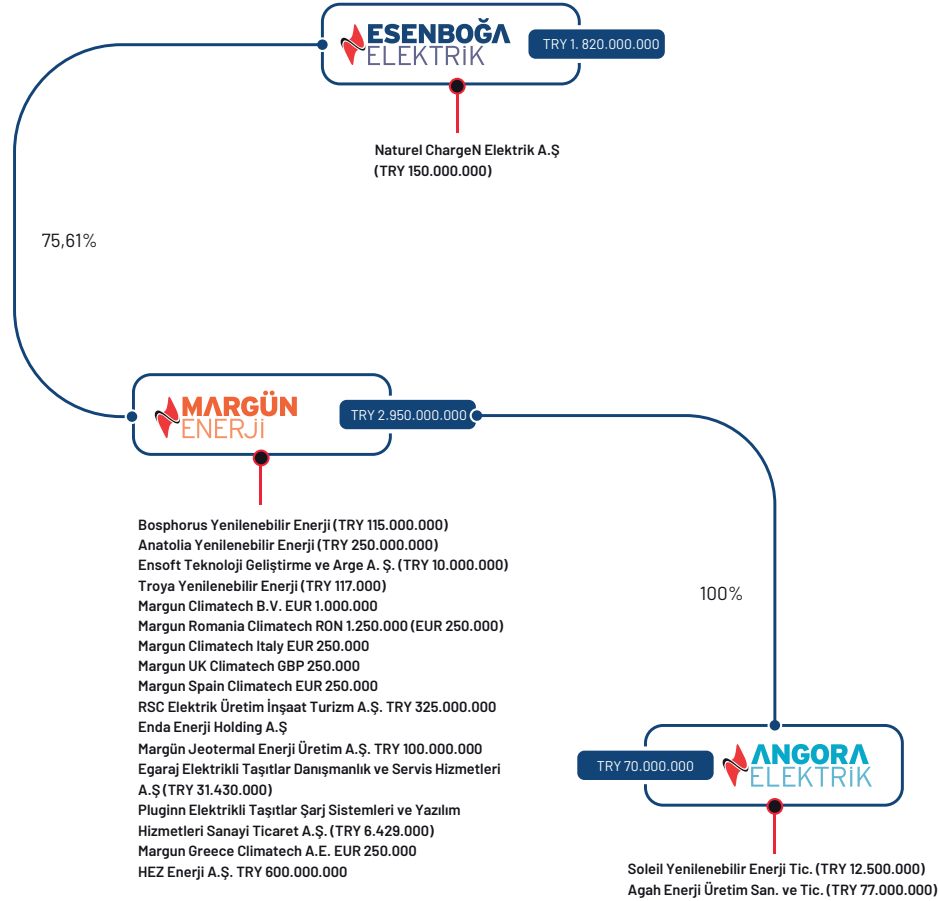 ESENBOĞA
ELEKTRİK
TRY 1. 820.000.000
Naturel ChargeN Elektrik A.Ş
(TRY 150.000.000)
75,61%
MARGÜN
ENERJİ
TRY 2.950.000.000
Bosphorus Yenilenebilir Enerji (TRY 115.000.000)
Anatolia Yenilenebilir Enerji (TRY 250.000.000)
Ensoft Teknoloji Geliştirme ve Arge A. Ş. (TRY 10.000.000)
Troya Yenilenebilir Enerji (TRY 117.000)
Margun Climatech B.V. EUR 1.000.000
Margun Romania Climatech RON 1.250.000 (EUR 250.000)
Margun Climatech Italy EUR 250.000
Margun UK Climatech GBP 250.000
Margun Spain Climatech EUR 250.000
RSC Elektrik Üretim İnşaat Turizm A.Ş. TRY 325.000.000
Enda Enerji Holding A.Ş
Margün Jeotermal Enerji Üretim A.Ş. TRY 100.000.000
Egaraj Elektrikli Taşıtlar Danışmanlık ve Servis Hizmetleri
A.Ş (TRY 31.430.000)
Pluginn Elektrikli Taşıtlar Şarj Sistemleri ve Yazılım
Hizmetleri Sanayi Ticaret A.Ş. (TRY 6.429.000)
Margun Greece Climatech A.E. EUR 250.000
HEZ Enerji A.Ş. TRY 600.000.000
100%
TRY 70.000.000
ANGORA
ELEKTRİK
Soleil Yenilenebilir Enerji Tic. (TRY 12.500.000)
Agah Enerji Üretim San. ve Tic. (TRY 77.000.000)